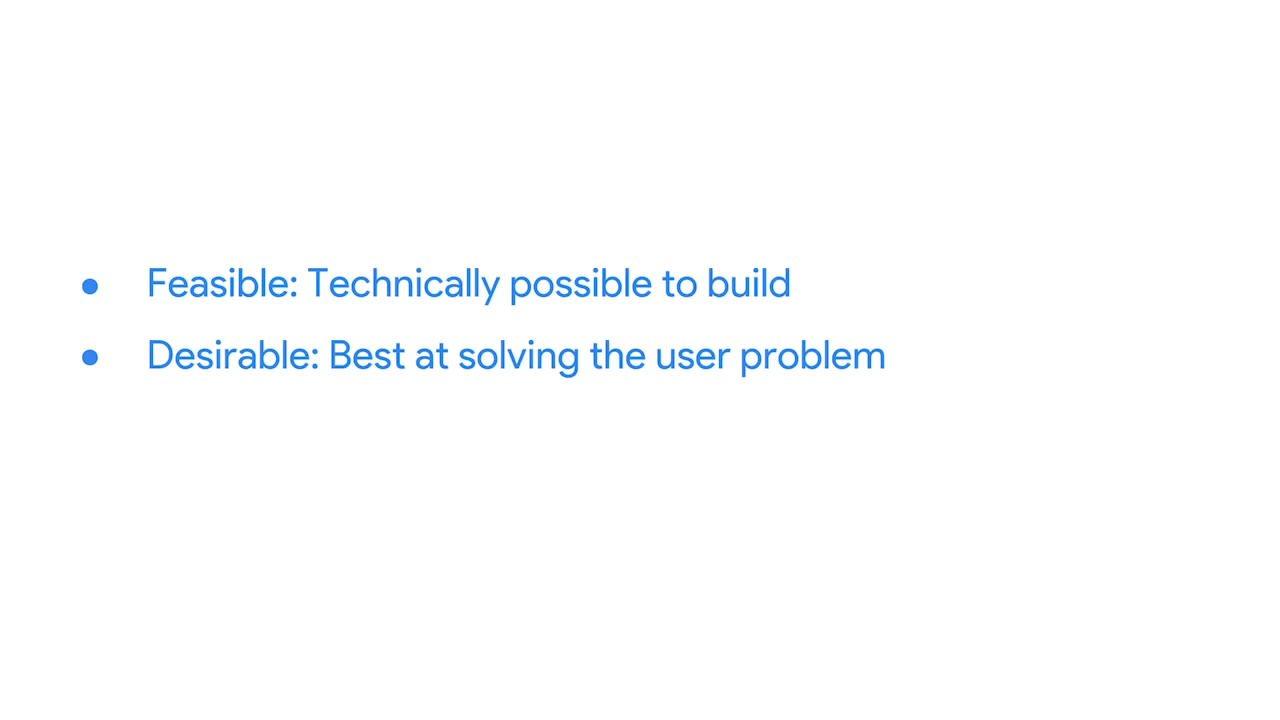 ● Feasible: Technically possible to build
● Desirable: Best at solving the user problem